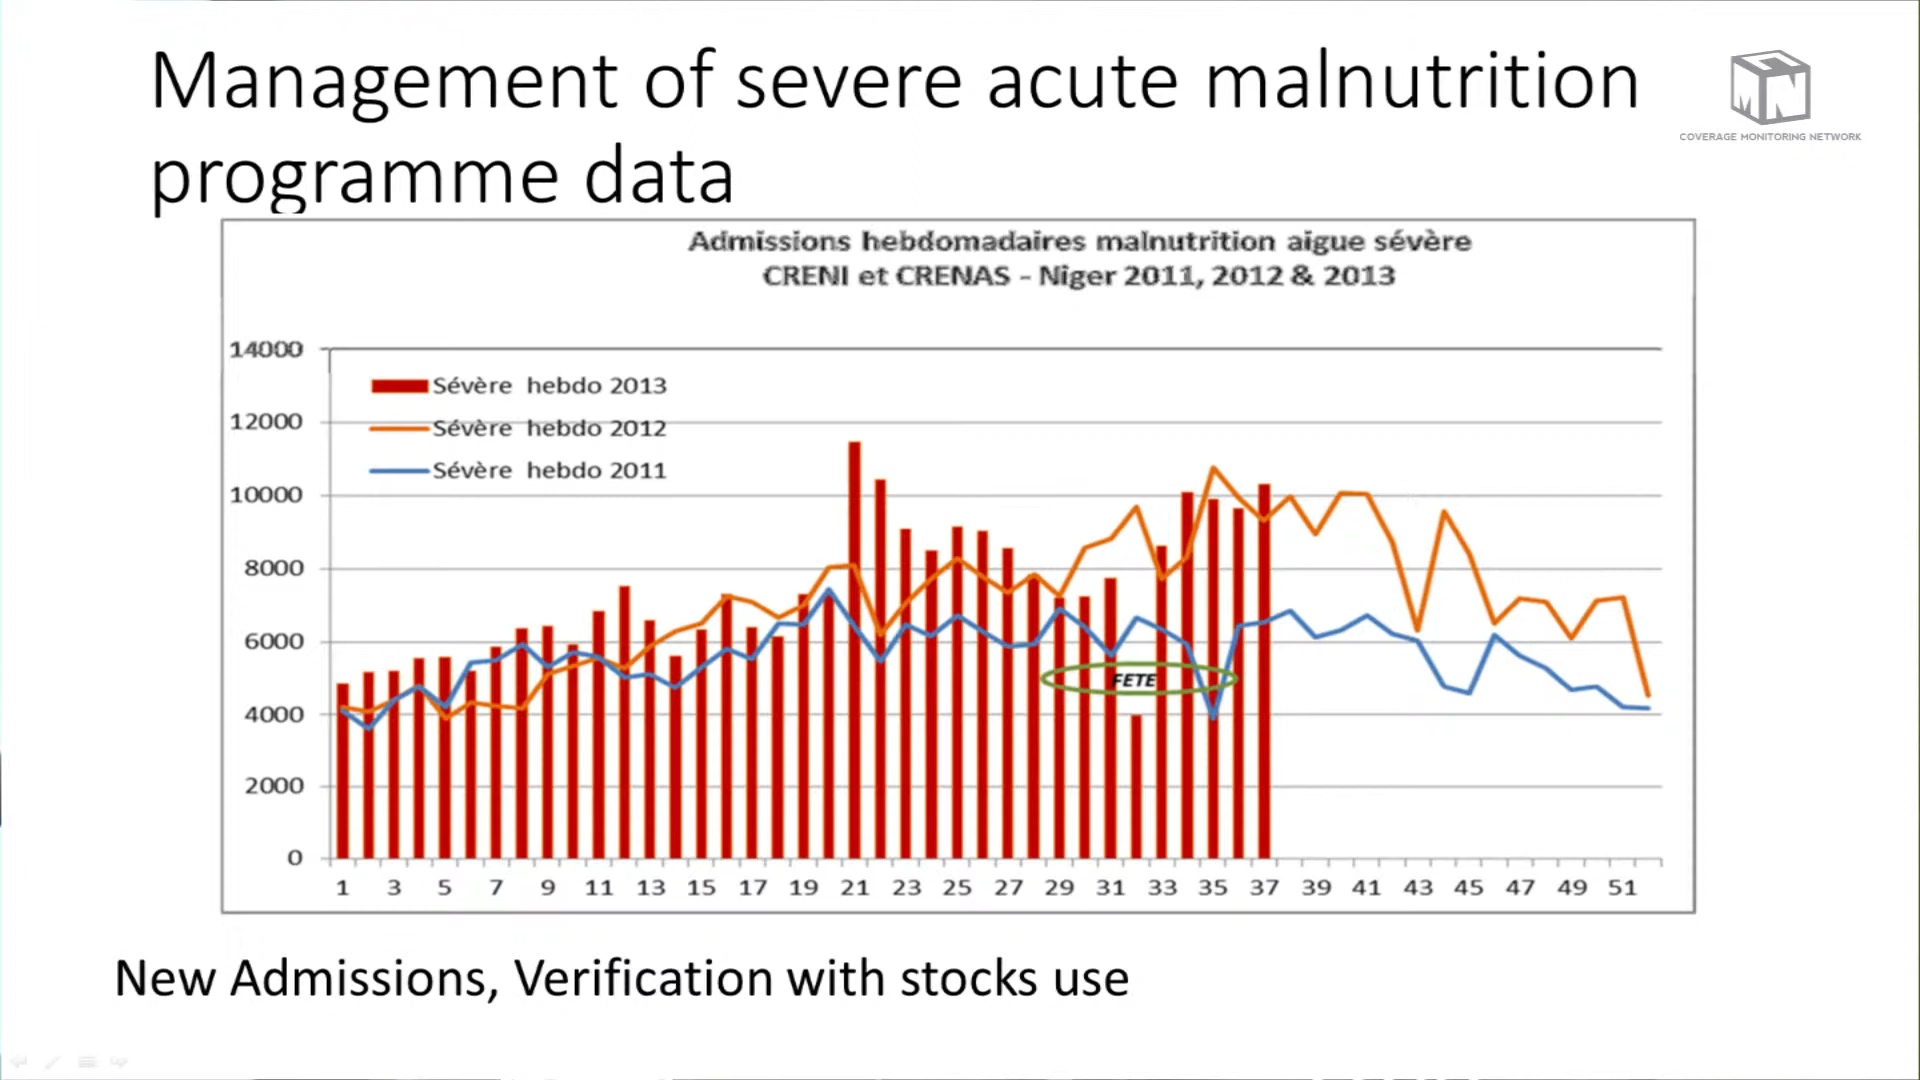 Management of severe acute malnutrition
programme data
COVERAGE MONITORING NETWORK
Admissions hebdomadaires malnutrition aigue sévère
CRENI et CRENAS - Niger 2011, 2012 & 2013
14000
12000
10000
8000
6000
4000
2000
0
Sévère hebdo 2013
Sévère hebdo 2012
Sévère hebdo 2011
FETE
1 3 5 7 9 11 13 15 17 19 21 23 25 27 29 31 33 35 37 39 41 43 45 47 49 51
New Admissions, Verification with stocks use